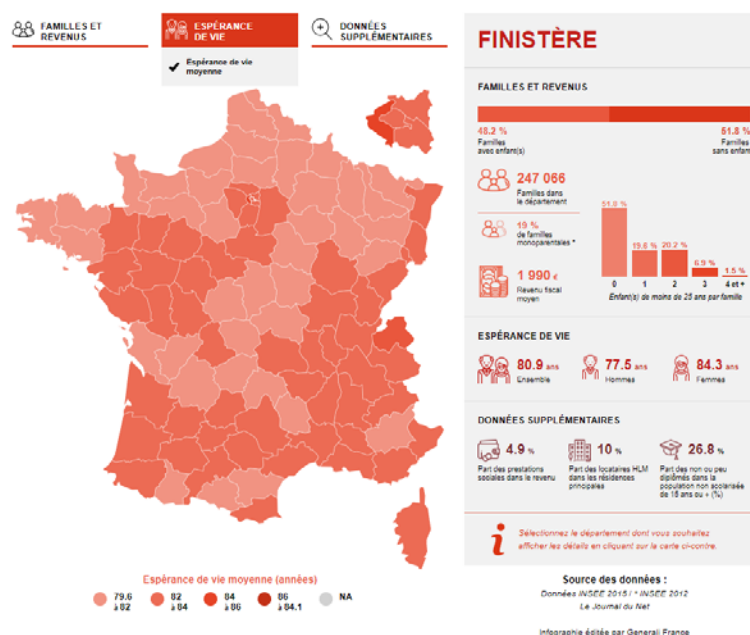 FAMILLES ET
REVENUS
ESPÉRANCE
DE VIE
DONNÉES
SUPPLÉMENTAIRES
Espérance de vie
moyenne
Espérance de vie moyenne (années)
79.6
à 82
82
à 84
84
à 86
86
à 84.1
NA
FINISTÈRE
FAMILLES ET REVENUS
48.2 %
Familles
avec enfant(s)
51.8 %
Familles
sans enfant
247 066
Familles dans
le département
19 %
de familles
monoparentales *
1 990 €
Revenu fiscal
moyen
51.8 %
19.6 %
20.2 %
6.9 %
1.5 %
0
1
2
3
4 et +
Enfant(s) de moins de 25 ans par famille
ESPÉRANCE DE VIE
80.9 ans
Ensemble
77.5 ans
Hommes
84.3 ans
Femmes
DONNÉES SUPPLÉMENTAIRES
4.9 %
Part des prestations
sociales dans le revenu
10 %
Part des locataires HLM
dans les résidences
principales
26.8 %
Part des non ou peu
diplômés dans la
population non scolarisée
de 15 ans ou + (%)
Sélectionnez le département dont vous souhaitez
afficher les détails en cliquant sur la carte ci-contre.
Source des données :
Données INSEE 2015 / * INSEE 2012
Le Journal du Net
Infographie éditée par Generali France